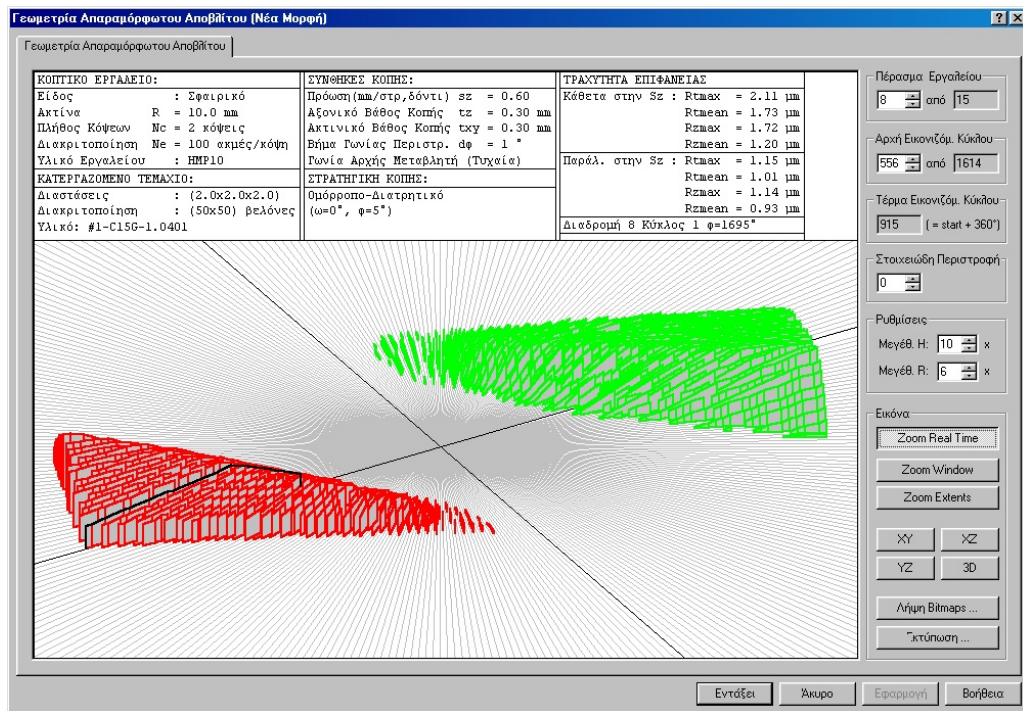 Γεωμετρία Απαραμόρφωτου Αποβλίτου (Νέα Μορφή)
Γεωμετρία Απαραμόρφωτου Αποβλίτου
ΚΟΠΤΙΚΟ ΕΡΓΑΛΕΙΟ:
Είδος : Σφαιρικό
Ακτίνα R = 10.0 mm
Πλήθος Κόψεων Nc = 2 κόψεις
Διακριτοποίηση Ne = 100 ακμές/κόψη
Υλικό Εργαλείου : HMP10
ΚΑΤΕΡΓΑΖΟΜΕΝΟ ΤΕΜΑΧΙΟ:
Διαστάσεις : (2.0x2.0x2.0)
Διακριτοποίηση : (50x50) βελόνες
Υλικό: #1-C15G-1.0401
ΣΥΝΘΗΚΕΣ ΚΟΠΗΣ:
Πρόωση(mm/στρ,δόντι) sz = 0.60
Αξονικό Βάθος Κοπής tz = 0.30 mm
Ακτινικό Βάθος Κοπής txy = 0.30 mm
Βήμα Γωνίας Περιστρ. dφ = 1 °
Γωνία Αρχής Μεταβλητή (Τυχαία)
ΣΤΡΑΤΗΓΙΚΗ ΚΟΠΗΣ:
Ομόρροπο-Διατρητικό
(ω=0°, φ=5°)
ΤΡΑΧΥΤΗΤΑ ΕΠΙΦΑΝΕΙΑΣ
Κάθετα στην Sz : Rtmax = 2.11 μm
Rtmean = 1.73 μm
Rzmax = 1.72 μm
Rzmean = 1.20 μm
Παράλ. στην Sz : Rtmax = 1.15 μm
Rtmean = 1.01 μm
Rzmax = 1.14 μm
Rzmean = 0.93 μm
Διαδρομή 8 Κύκλος 1 φ=1695°
Πέρασμα Εργαλείου
8 από 15
Αρχή Εικονιζόμ. Κύκλου
556 από 1614
Τέρμα Εικονιζόμ. Κύκλου
915 ( = start + 360°)
Στοιχειώδη Περιστροφή
0
Ρυθμίσεις
Μεγέθ. H: 10 x
Μεγέθ. R: 6 x
Εικόνα
Zoom Real Time
Zoom Window
Zoom Extents
XY XZ
YZ 3D
Λήψη Bitmaps ...
Εκτύπωση ...
Εντάξει Άκυρο Εφαρμογή Βοήθεια